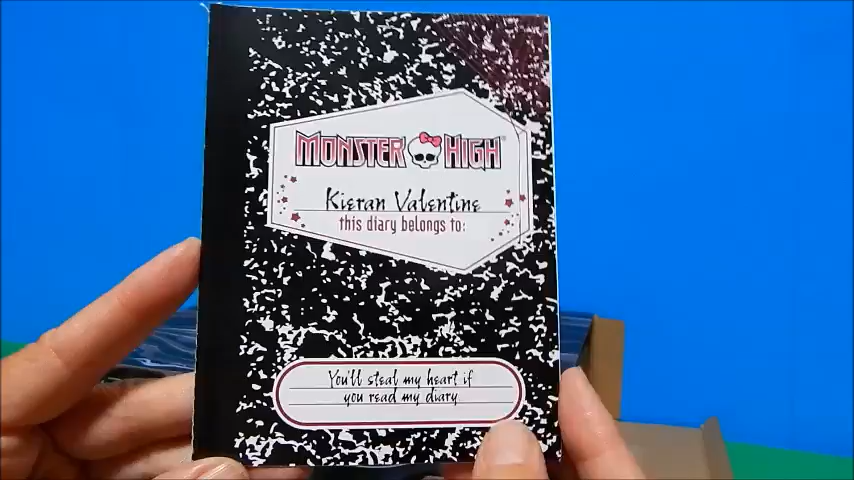 MONSTER HIGH
Kieran Valentine
this diary belongs to:
You'll steal my heart if
you read my diary